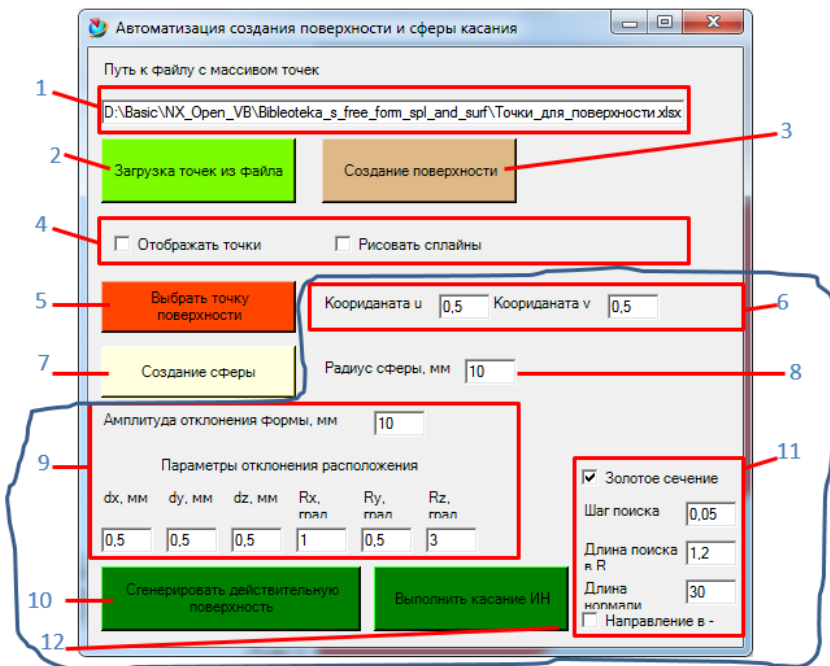 Автоматизация создания поверхности и сферы касания
Путь к файлу с массивом точек
1
D:\Basic\NX_Open_VB\Bibleoteka_s_free_form_spl_and_surf\Точки_для_поверхности.xlsx
2
Загрузка точек из файла
Создание поверхности
3
4
Отображать точки
Рисовать сплайны
5
Выбрать точку
поверхности
Коориданата u
0,5
Коориданата v
0,5
6
7
Создание сферы
Радиус сферы, мм
10
8
Амплитуда отклонения формы, мм
10
9
Параметры отклонения расположения
dx, мм
dy, мм
dz, мм
Rx,
град
Ry,
град
Rz,
град
0,5
0,5
0,5
1
0,5
3
11
Золотое сечение
Шаг поиска
0,05
Длина поиска
в R
1,2
Длина
нормали
30
Направление в -
10
Сгенерировать действительную
поверхность
Выполнить касание ИН
12